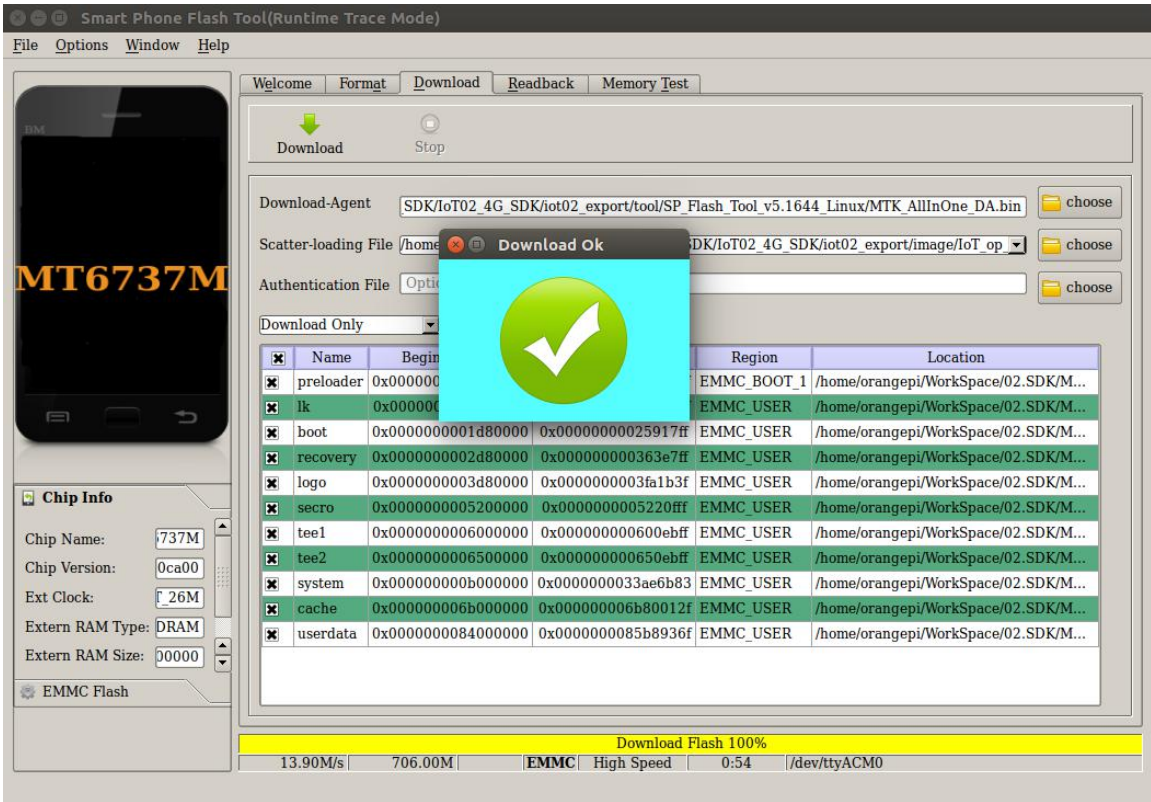 Smart Phone Flash Tool(Runtime Trace Mode)
File Options Window Help
BM
MT6737M
Welcome Format Download Readback Memory Test
Download Stop
Download-Agent SDK/IoT02_4G_SDK/iot02_export/tool/SP_Flash_Tool_v5.1644_Linux/MTK_AllInOne_DA.bin choose
Scatter-loading File /home DK/IoT02_4G_SDK/iot02_export/image/IoT_op_ choose
Authentication File choose
Download Only
Download Ok
Name Begin Region Location
preloader 0x000000 EMMC_BOOT_1 /home/orangepi/WorkSpace/02.SDK/M...
lk 0x000000 EMMC_USER /home/orangepi/WorkSpace/02.SDK/M...
boot 0x0000000001d80000 0x00000000025917ff EMMC_USER /home/orangepi/WorkSpace/02.SDK/M...
recovery 0x0000000002d80000 0x000000000363e7ff EMMC_USER /home/orangepi/WorkSpace/02.SDK/M...
logo 0x0000000003d80000 0x0000000003fa1b3f EMMC_USER /home/orangepi/WorkSpace/02.SDK/M...
secro 0x0000000005200000 0x0000000005220fff EMMC_USER /home/orangepi/WorkSpace/02.SDK/M...
tee1 0x0000000006000000 0x000000000600ebff EMMC_USER /home/orangepi/WorkSpace/02.SDK/M...
tee2 0x0000000006500000 0x000000000650ebff EMMC_USER /home/orangepi/WorkSpace/02.SDK/M...
system 0x000000000b000000 0x0000000033ae6b83 EMMC_USER /home/orangepi/WorkSpace/02.SDK/M...
cache 0x000000006b000000 0x000000006b80012f EMMC_USER /home/orangepi/WorkSpace/02.SDK/M...
userdata 0x0000000084000000 0x0000000085b8936f EMMC_USER /home/orangepi/WorkSpace/02.SDK/M...
Chip Info
Chip Name: 737M
Chip Version: 0ca00
Ext Clock: _26M
Extern RAM Type: DRAM
Extern RAM Size: 00000
EMMC Flash
Download Flash 100%
13.90M/s 706.00M EMMC High Speed 0:54 /dev/ttyACM0